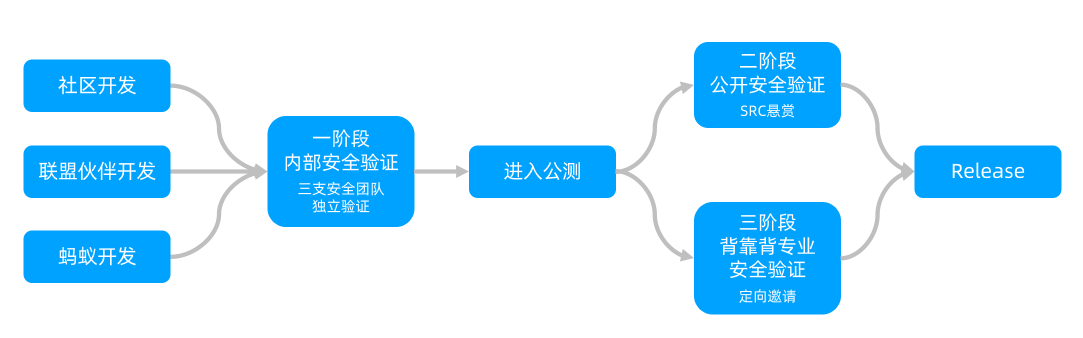 社区开发
联盟伙伴开发
蚂蚁开发
一阶段
内部安全验证
三支安全团队
独立验证
进入公测
二阶段
公开安全验证
SRC悬赏
三阶段
背靠背专业
安全验证
定向邀请
Release